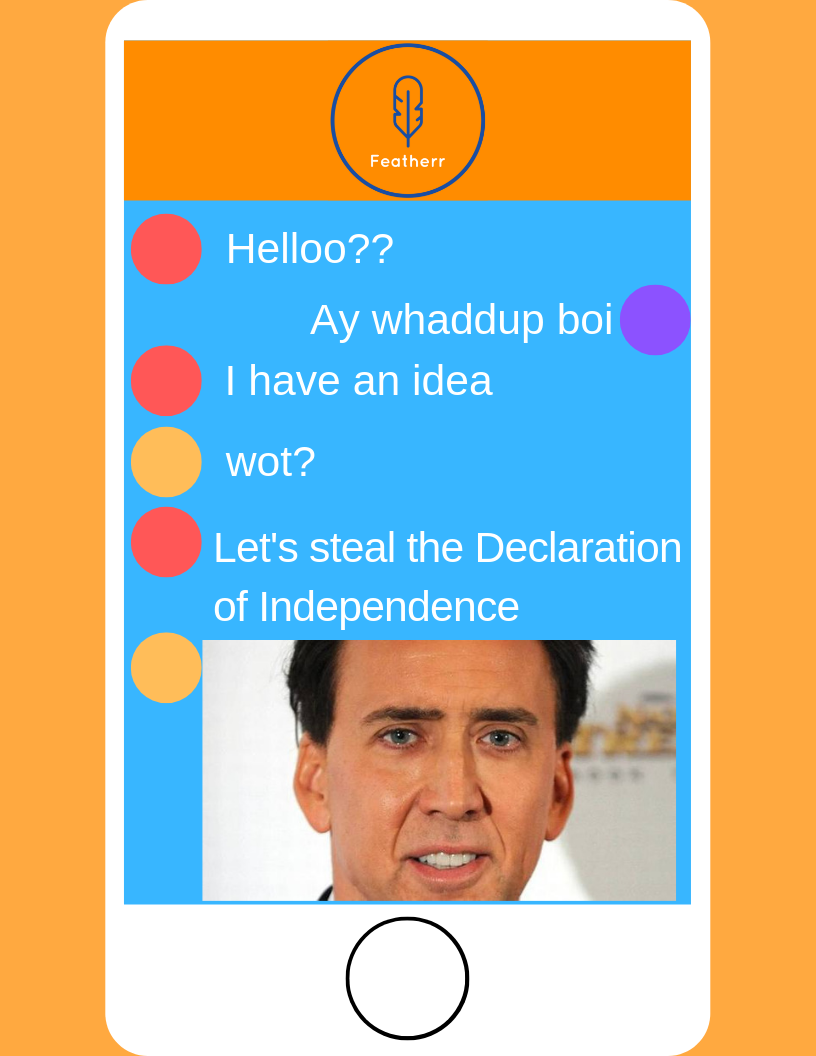 Featherr
Helloo??
Ay whaddup boi
I have an idea
wot?
Let's steal the Declaration
of Independence